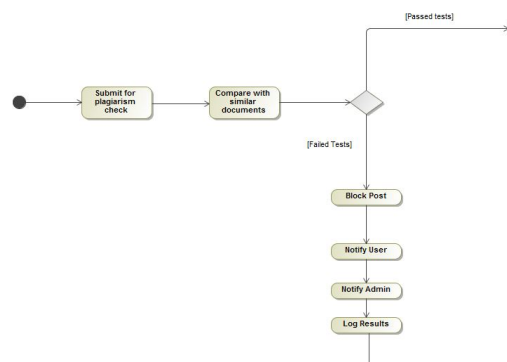 [Passed tests]
Submit for
plagiarism
check
Compare with
similar
documents
[Failed Tests]
Block Post
Notify User
Notify Admin
Log Results